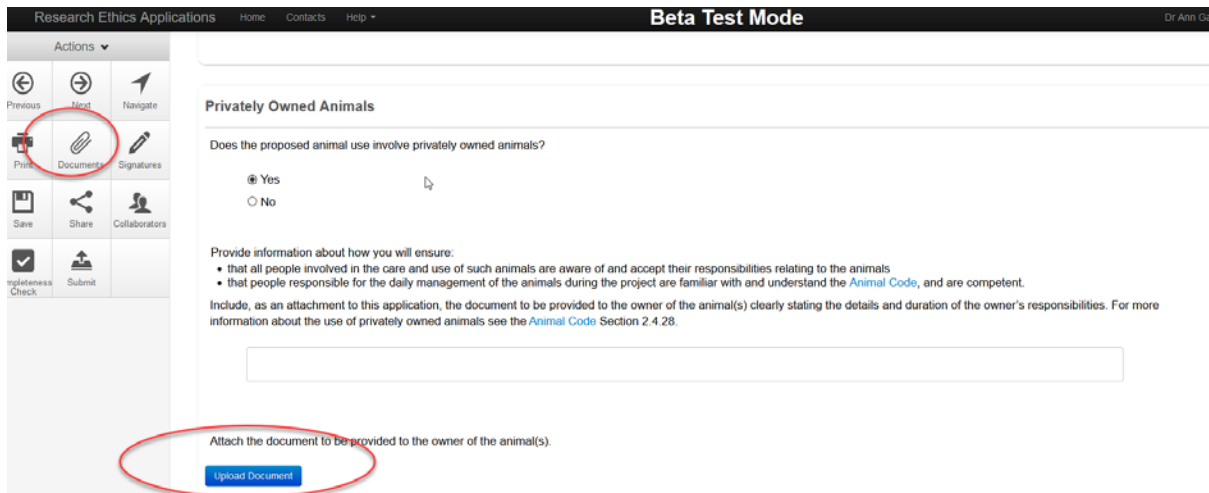 Research Ethics Applications Home Contacts Help Beta Test Mode Dr Ann Ga
Actions
Previous Next Navigate
Print Documents Signatures
Save Share Collaborators
mpleteness Check Submit
Privately Owned Animals
Does the proposed animal use involve privately owned animals?
Yes
No
Provide information about how you will ensure:
• that all people involved in the care and use of such animals are aware of and accept their responsibilities relating to the animals
• that people responsible for the daily management of the animals during the project are familiar with and understand the Animal Code, and are competent.
Include, as an attachment to this application, the document to be provided to the owner of the animal(s) clearly stating the details and duration of the owner's responsibilities. For more
information about the use of privately owned animals see the Animal Code Section 2.4.28.
Attach the document to be provided to the owner of the animal(s).
Upload Document